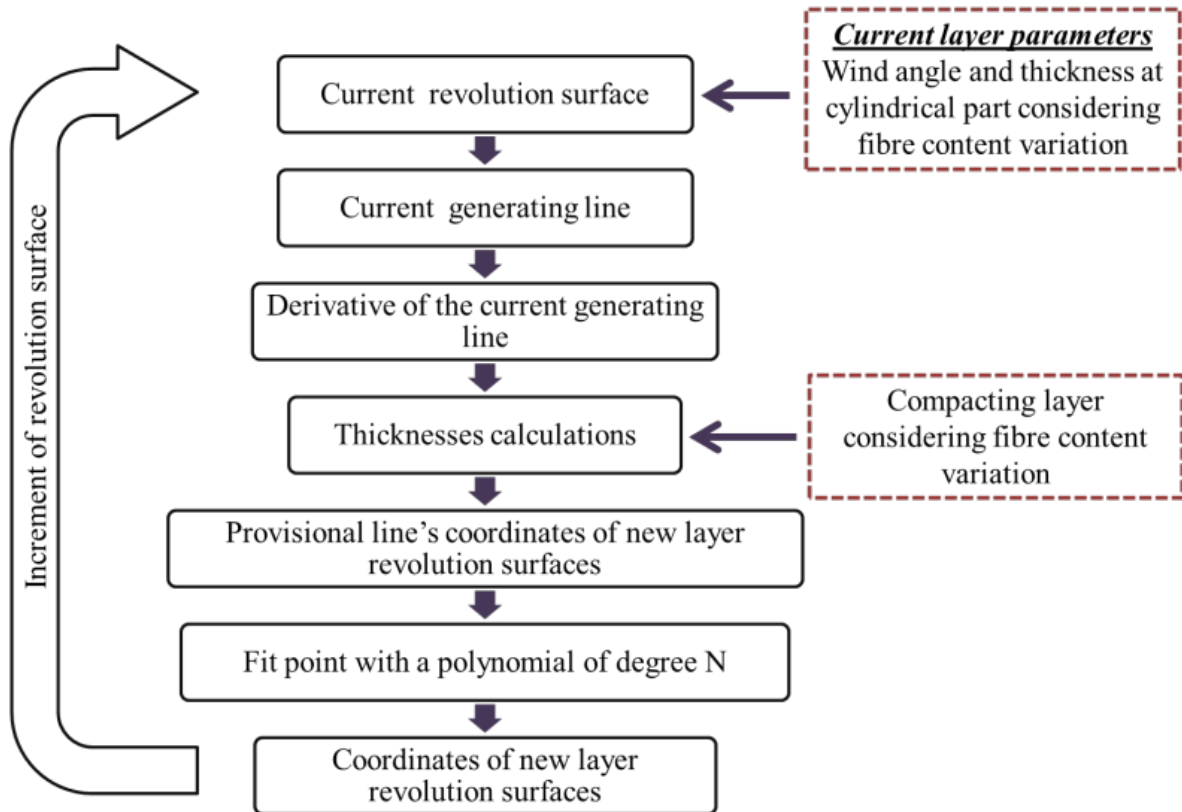 Current layer parameters
Wind angle and thickness at
cylindrical part considering
fibre content variation
Current revolution surface
Current generating line
Derivative of the current generating
line
Thicknesses calculations
Compacting layer
considering fibre content
variation
Provisional line's coordinates of new layer
revolution surfaces
Fit point with a polynomial of degree N
Coordinates of new layer
revolution surfaces
Increment of revolution surface